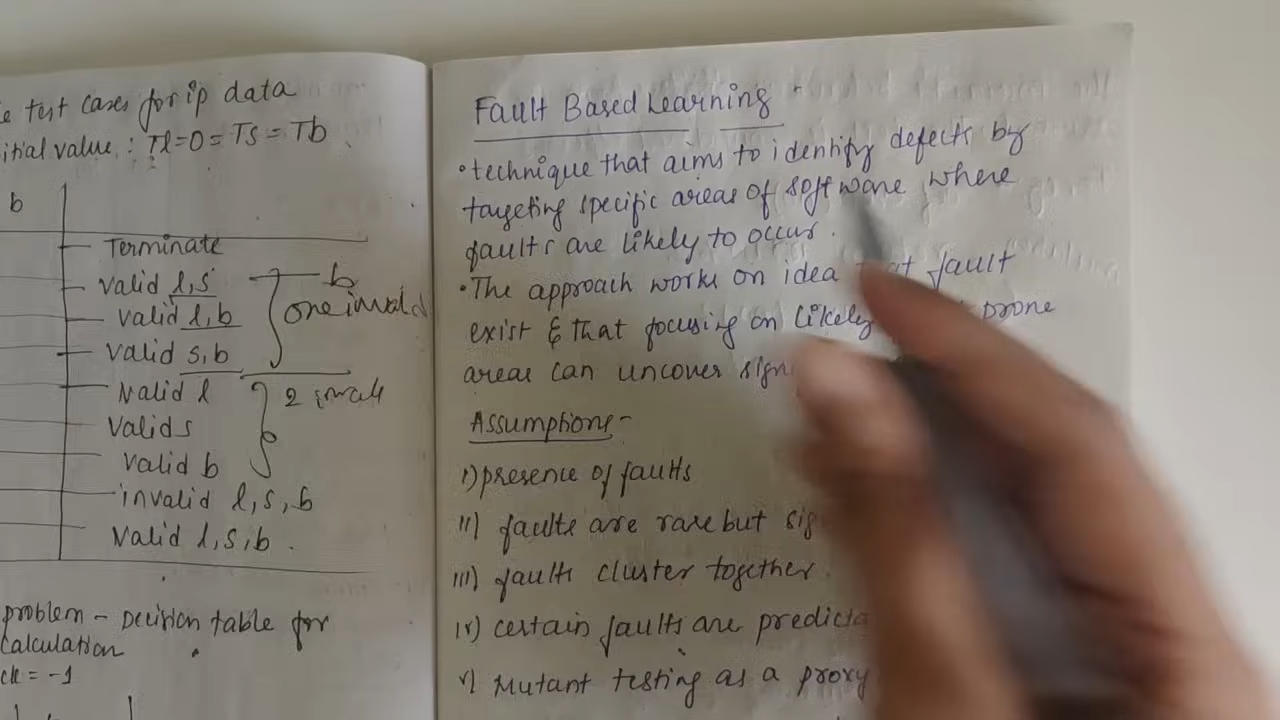 test cases for ip data
itial value : Tl=0=Ts=Tb
b
Terminate
valid l,s
valid l,b
valid s,b
valid l
valid s
valid b
invalid l,s,b
valid l,s,b.
b
one invalid
2
problem - Decision table for
calculation
= -1
Fault Based Learning -
• technique that aims to identify defects by
targeting specific areas of software where
faults are likely to occur.
• The approach works on idea that fault
exist & that focusing on likely prone
areas can uncover
Assumptions -
i) presence of faults
ii) faults are rare but
iii) faults cluster together.
iv) certain faults are
v) Mutant testing as a proxy